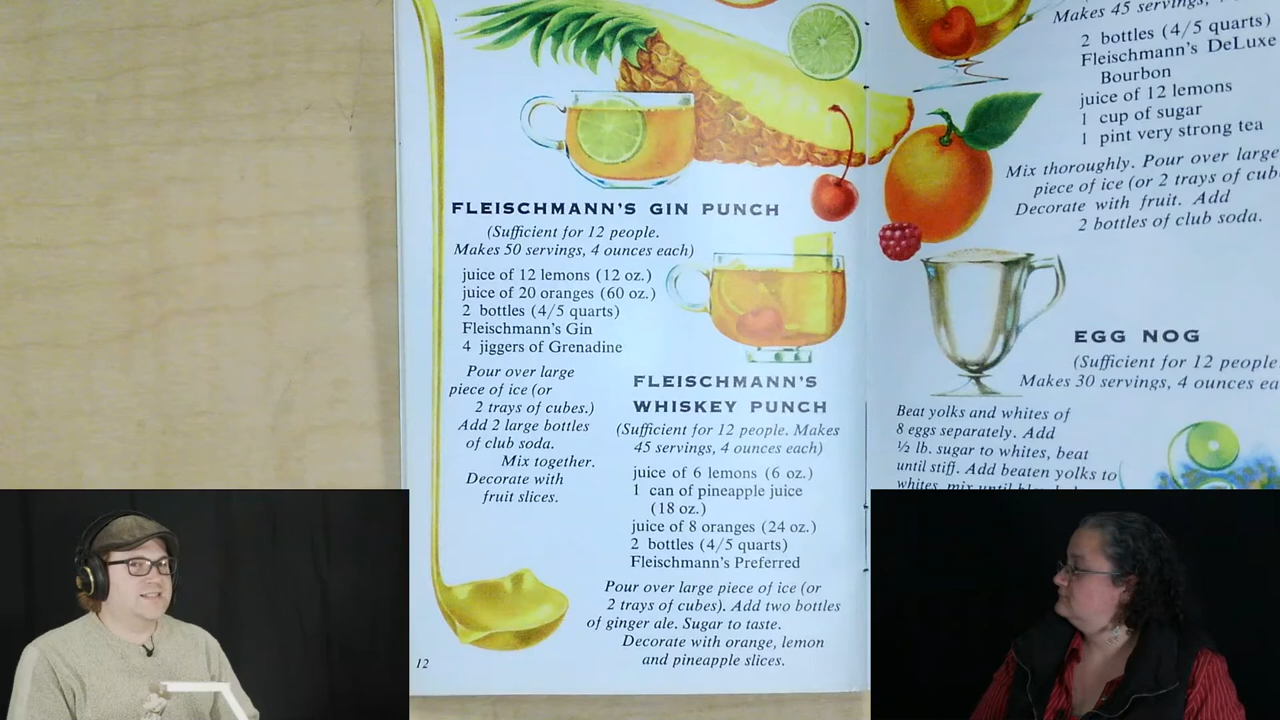 FLEISCHMANN'S GIN PUNCH
(Sufficient for 12 people.
Makes 50 servings, 4 ounces each)
juice of 12 lemons (12 oz.)
juice of 20 oranges (60 oz.)
2 bottles (4/5 quarts)
Fleischmann's Gin
4 jiggers of Grenadine
Pour over large
piece of ice (or
2 trays of cubes.)
Add 2 large bottles
of club soda.
Mix together.
Decorate with
fruit slices.
FLEISCHMANN'S
WHISKEY PUNCH
(Sufficient for 12 people. Makes
45 servings, 4 ounces each)
juice of 6 lemons (6 oz.)
1 can of pineapple juice
(18 oz.)
juice of 8 oranges (24 oz.)
2 bottles (4/5 quarts)
Fleischmann's Preferred
Pour over large piece of ice (or
2 trays of cubes). Add two bottles
of ginger ale. Sugar to taste.
Decorate with orange, lemon
and pineapple slices.
12
Makes 45 servings,
2 bottles (4/5 quarts)
Fleischmann's DeLuxe
Bourbon
juice of 12 lemons
1 cup of sugar
1 pint very strong tea
Mix thoroughly. Pour over large
piece of ice (or 2 trays of
Decorate with fruit. Add
2 bottles of club soda.
EGG NOG
(Sufficient for 12 people
Makes 30 servings, 4 ounces
Beat yolks and whites of
8 eggs separately. Add
½ lb. sugar to whites, beat
until stiff. Add beaten yolks to
whites, mix until